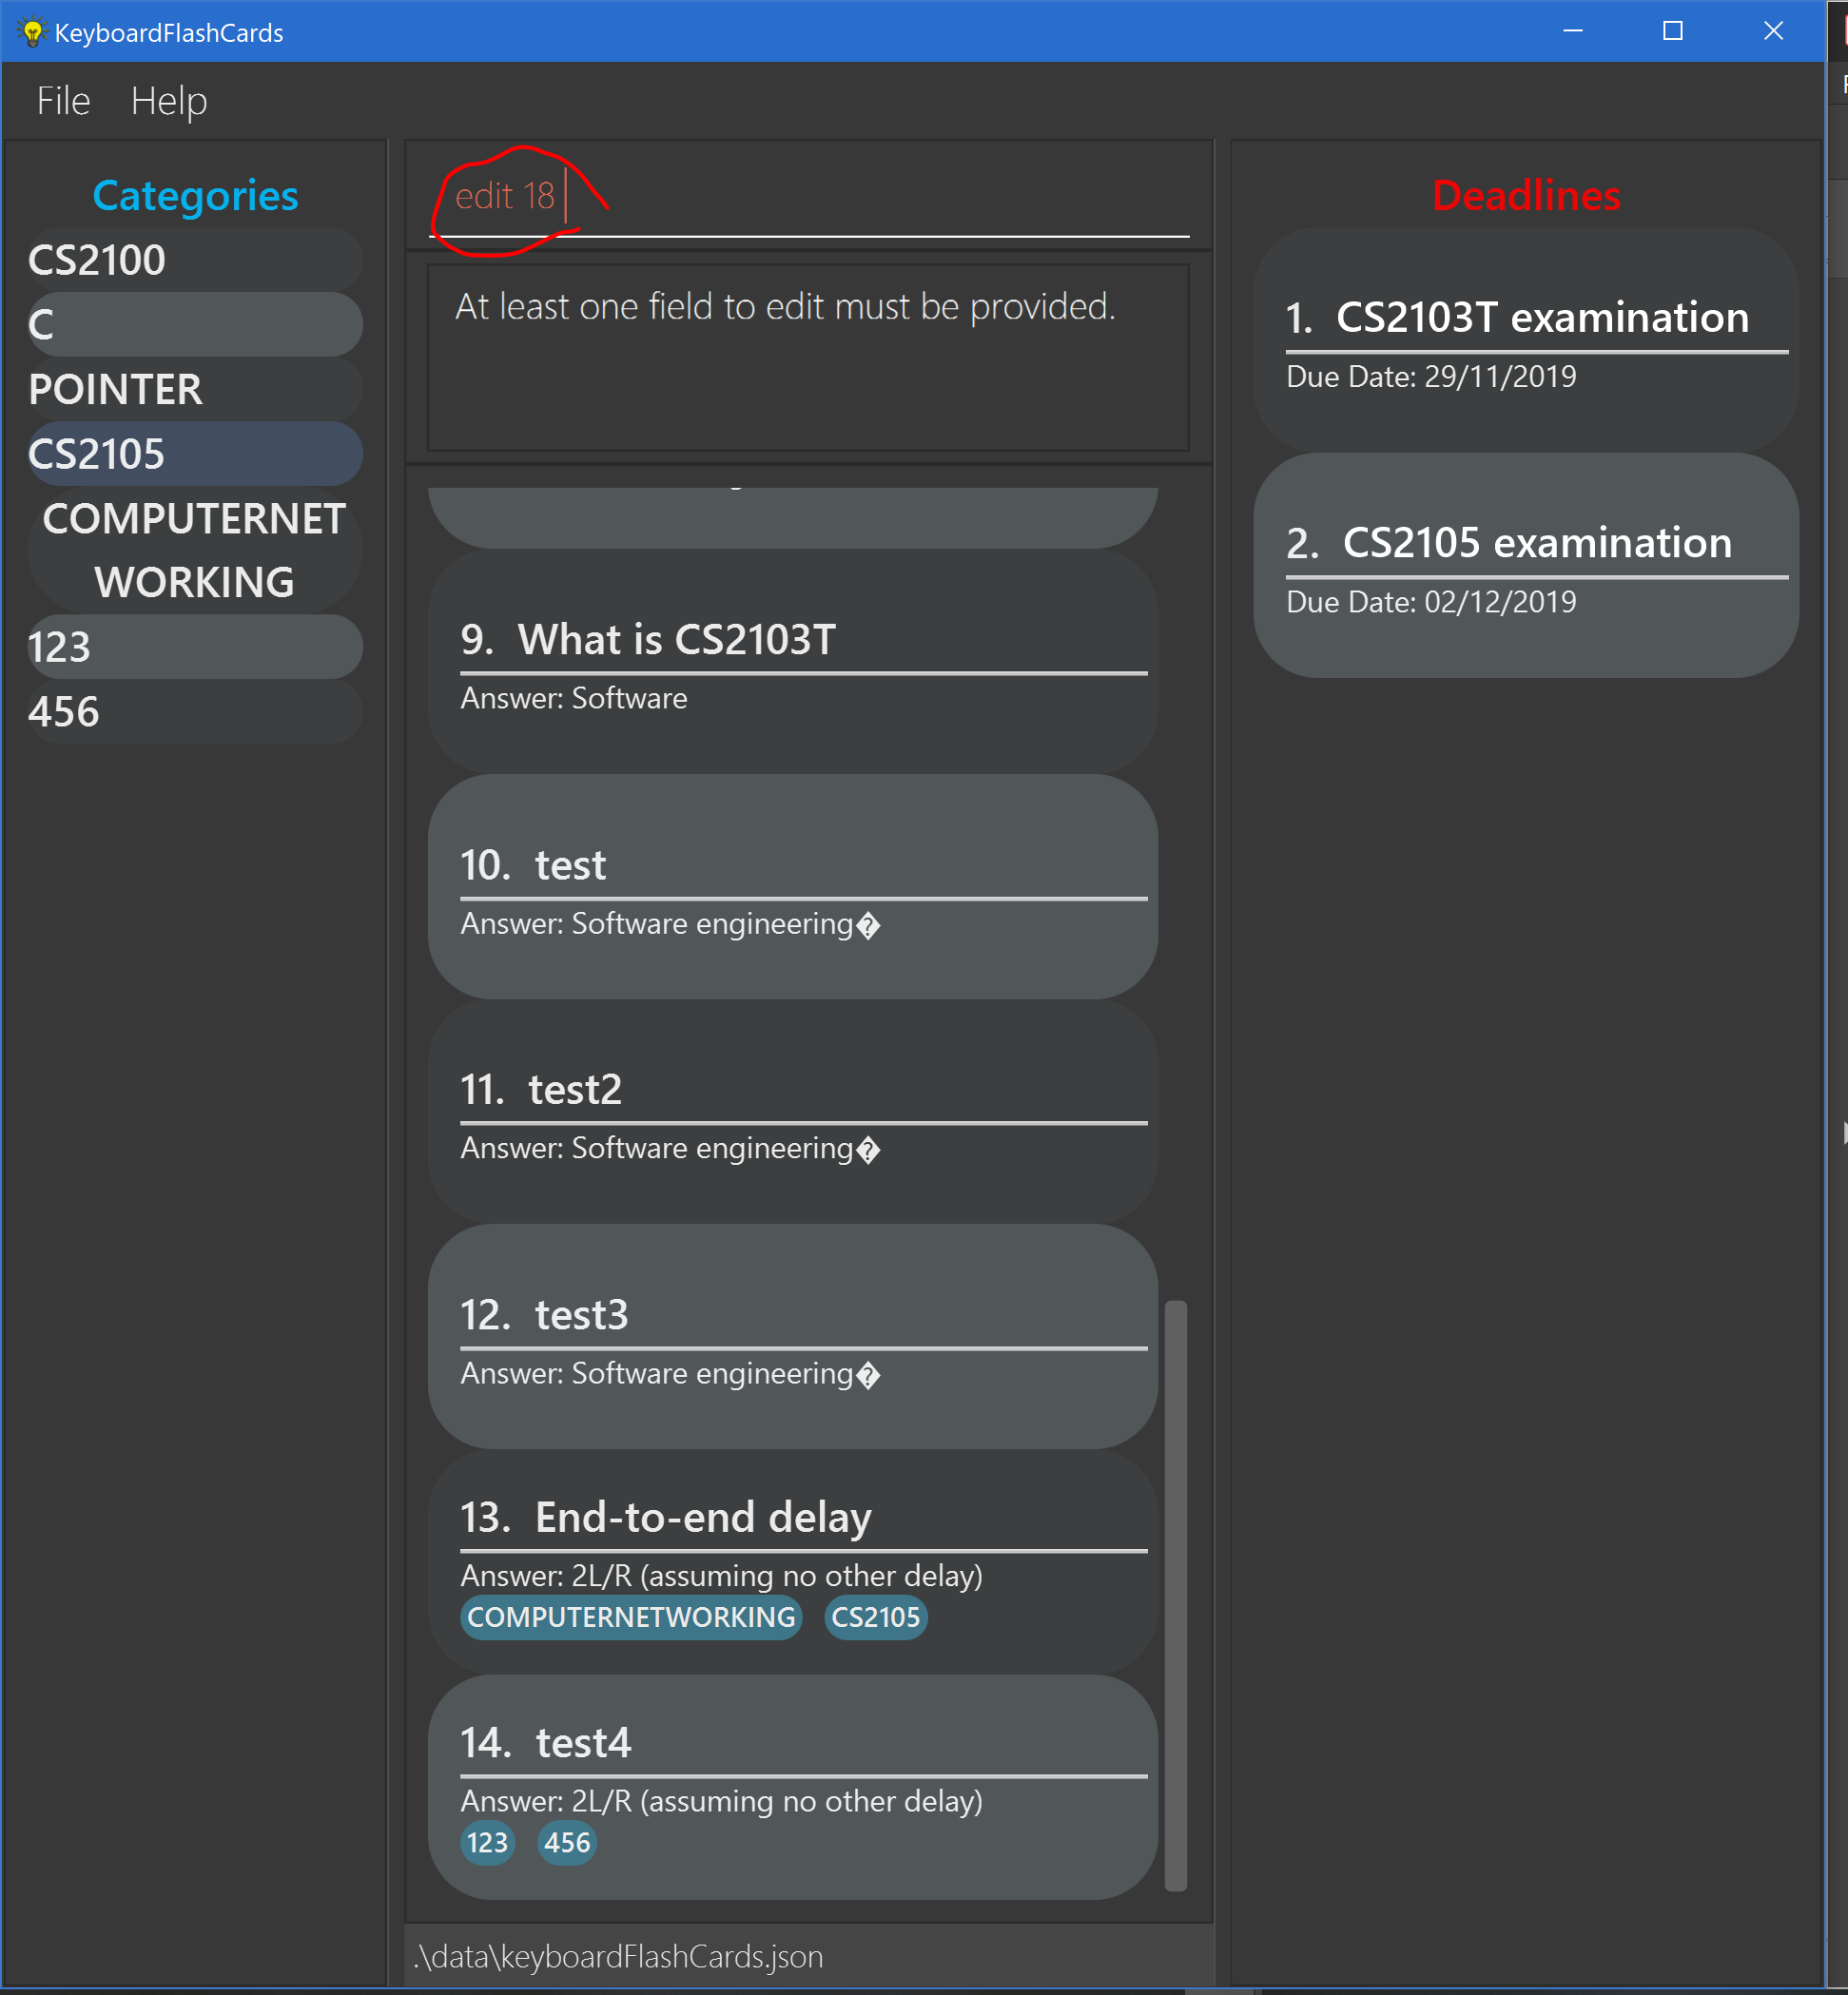 KeyboardFlashCards
File Help
Categories
CS2100
C
POINTER
CS2105
COMPUTERNET
WORKING
123
456
edit 18
At least one field to edit must be provided.
9. What is CS2103T
Answer: Software
10. test
Answer: Software engineering�
11. test2
Answer: Software engineering�
12. test3
Answer: Software engineering�
13. End-to-end delay
Answer: 2L/R (assuming no other delay)
COMPUTERNETWORKING CS2105
14. test4
Answer: 2L/R (assuming no other delay)
123 456
.\data\keyboardFlashCards.json
Deadlines
1. CS2103T examination
Due Date: 29/11/2019
2. CS2105 examination
Due Date: 02/12/2019